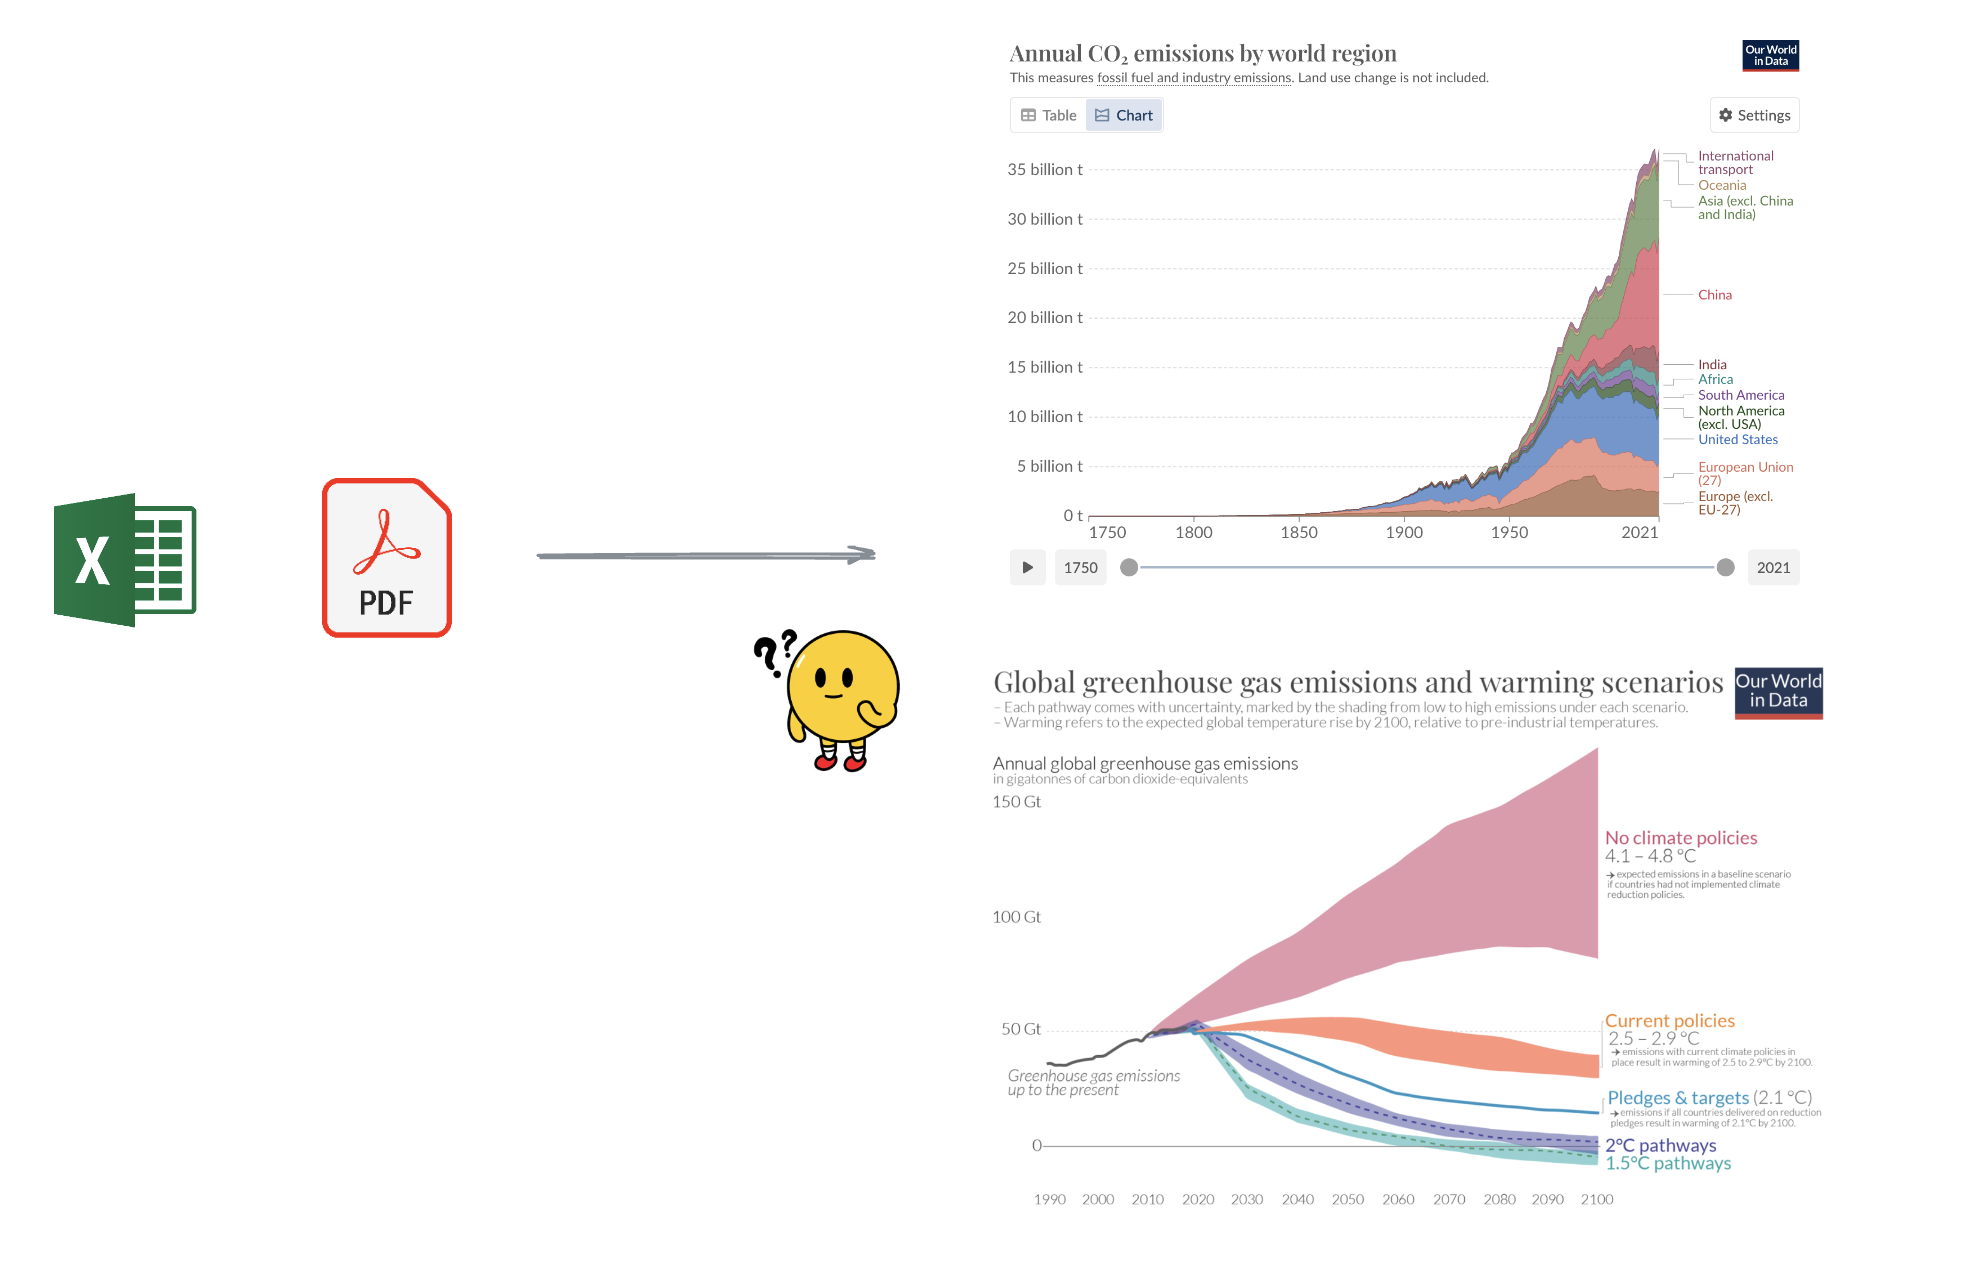 X
PDF
??
Annual CO₂ emissions by world region
This measures fossil fuel and industry emissions. Land use change is not included.
Our World
in Data
Table
Chart
Settings
35 billion t
30 billion t
25 billion t
20 billion t
15 billion t
10 billion t
5 billion t
0 t
International
transport
Oceania
Asia (excl. China
and India)
China
India
Africa
South America
North America
(excl. USA)
United States
European Union
(27)
Europe (excl.
EU-27)
1750 1800 1850 1900 1950 2021
1750
2021
Global greenhouse gas emissions and warming scenarios
– Each pathway comes with uncertainty, marked by the shading from low to high emissions under each scenario.
– Warming refers to the expected global temperature rise by 2100, relative to pre-industrial temperatures.
Our World
in Data
Annual global greenhouse gas emissions
in gigatonnes of carbon dioxide-equivalents
150 Gt
100 Gt
50 Gt
0
No climate policies
4.1 – 4.8 °C
→ expected emissions in a baseline scenario
if countries had not implemented climate
reduction policies.
Current policies
2.5 – 2.9 °C
→ emissions with current climate policies in
place result in warming of 2.5 to 2.9°C by 2100.
Greenhouse gas emissions
up to the present
Pledges & targets (2.1 °C)
→ emissions if all countries delivered on reduction
pledges result in warming of 2.1°C by 2100.
2°C pathways
1.5°C pathways
1990 2000 2010 2020 2030 2040 2050 2060 2070 2080 2090 2100